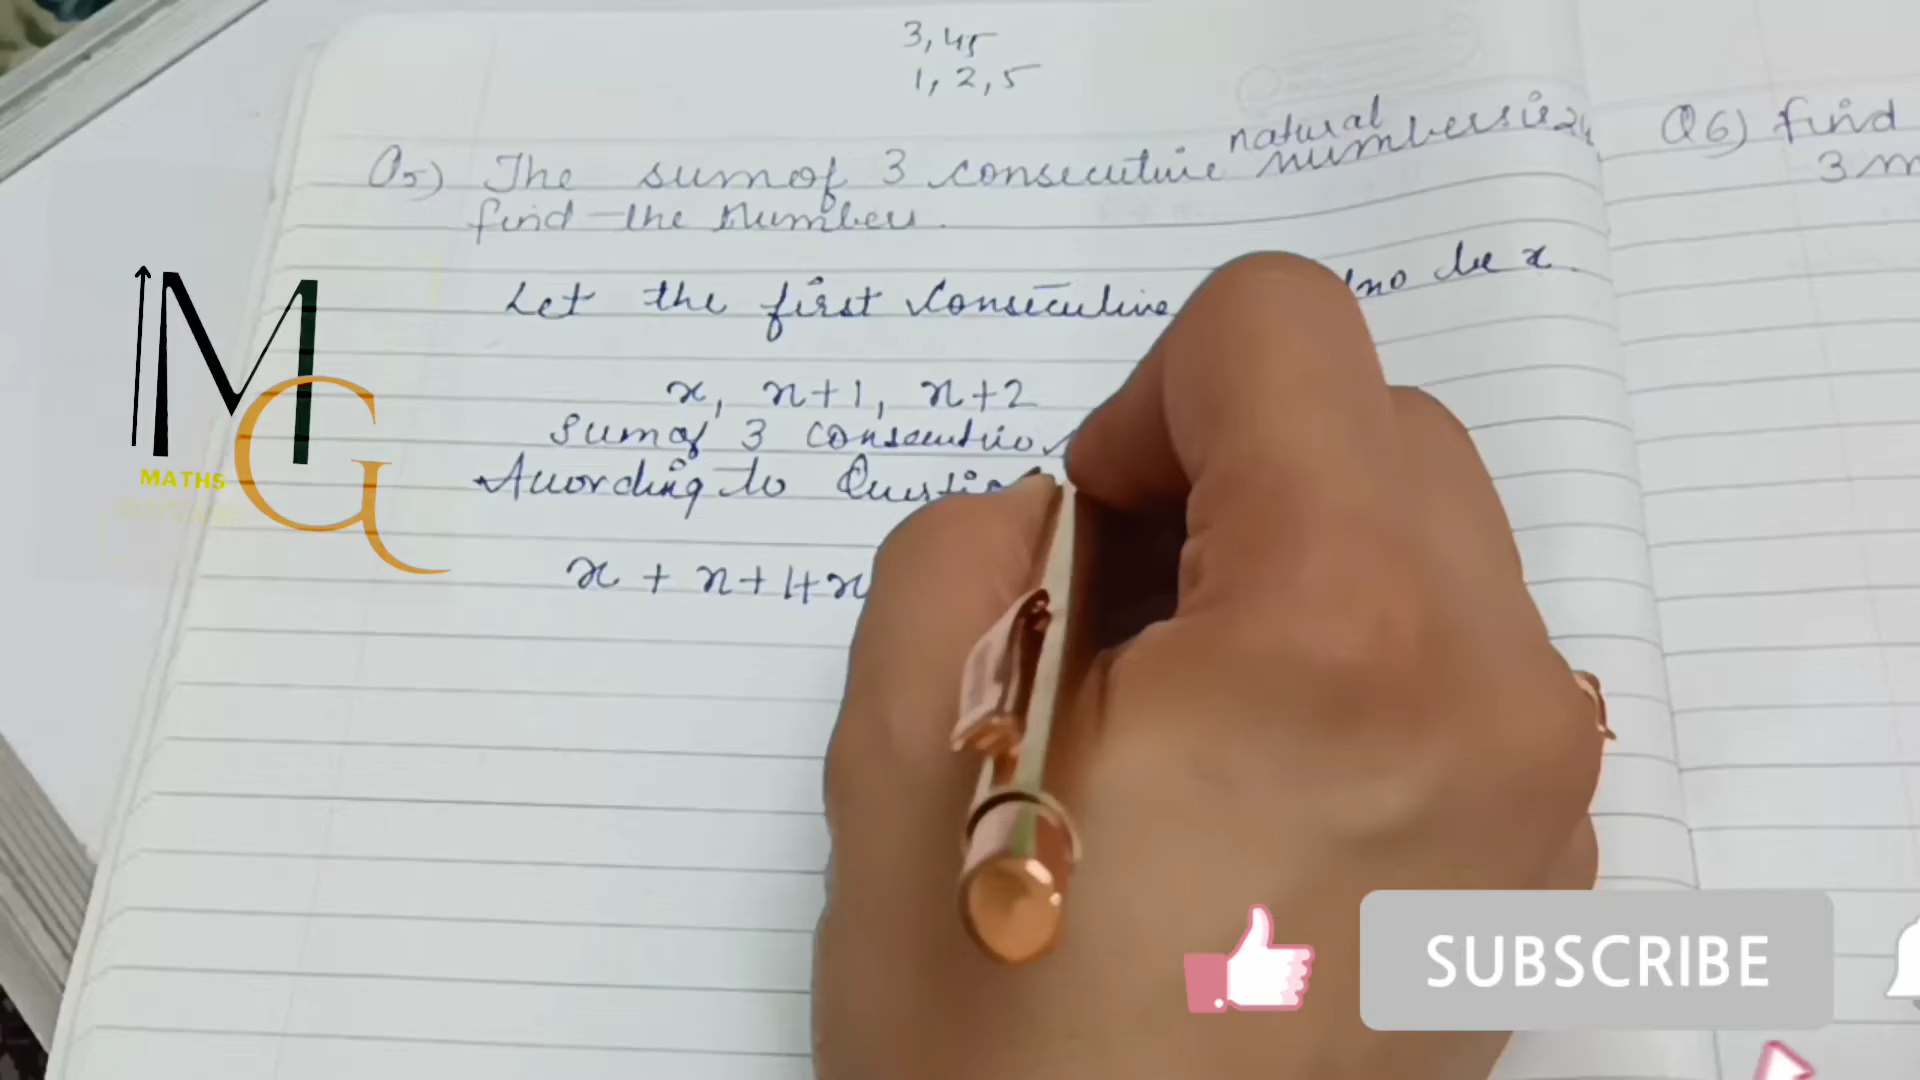 3, 45
1, 2, 5
Q5) The sum of 3 consecutive natural numbers is 24
find the numbers.
Let the first Consecutive no be x.
x, x+1, x+2
Sum of 3 consecutive
According to Question
x + x+1+x
Q6) find
3 m
MG
MATHS
SUBSCRIBE